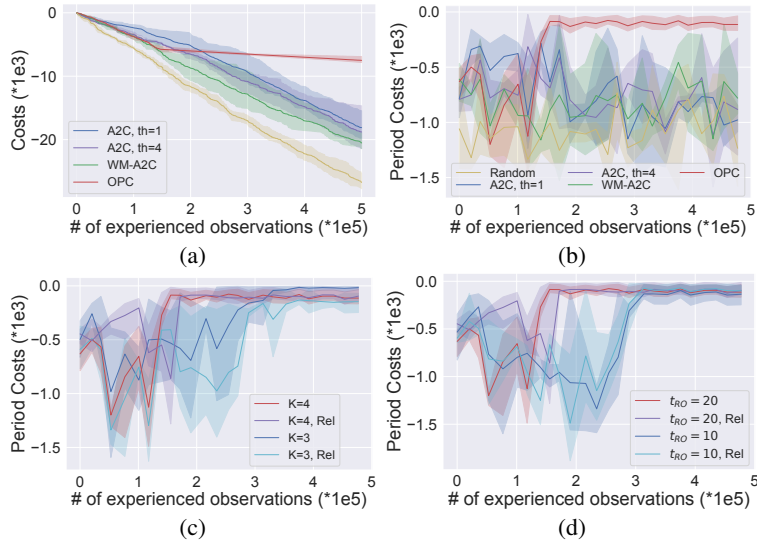 Costs (*1e3)
0
−10
−20
A2C, th=1
A2C, th=4
WM-A2C
OPC
0 1 2 3 4 5
# of experienced observations (*1e5)
(a)
Period Costs (*1e3)
0.0
−0.5
−1.0
−1.5
Random
A2C, th=1
A2C, th=4
WM-A2C
OPC
0 1 2 3 4 5
# of experienced observations (*1e5)
(b)
Period Costs (*1e3)
0.0
−0.5
−1.0
−1.5
K=4
K=4, Rel
K=3
K=3, Rel
0 1 2 3 4 5
# of experienced observations (*1e5)
(c)
Period Costs (*1e3)
0.0
−0.5
−1.0
−1.5
t_RO = 20
t_RO = 20, Rel
t_RO = 10
t_RO = 10, Rel
0 1 2 3 4 5
# of experienced observations (*1e5)
(d)